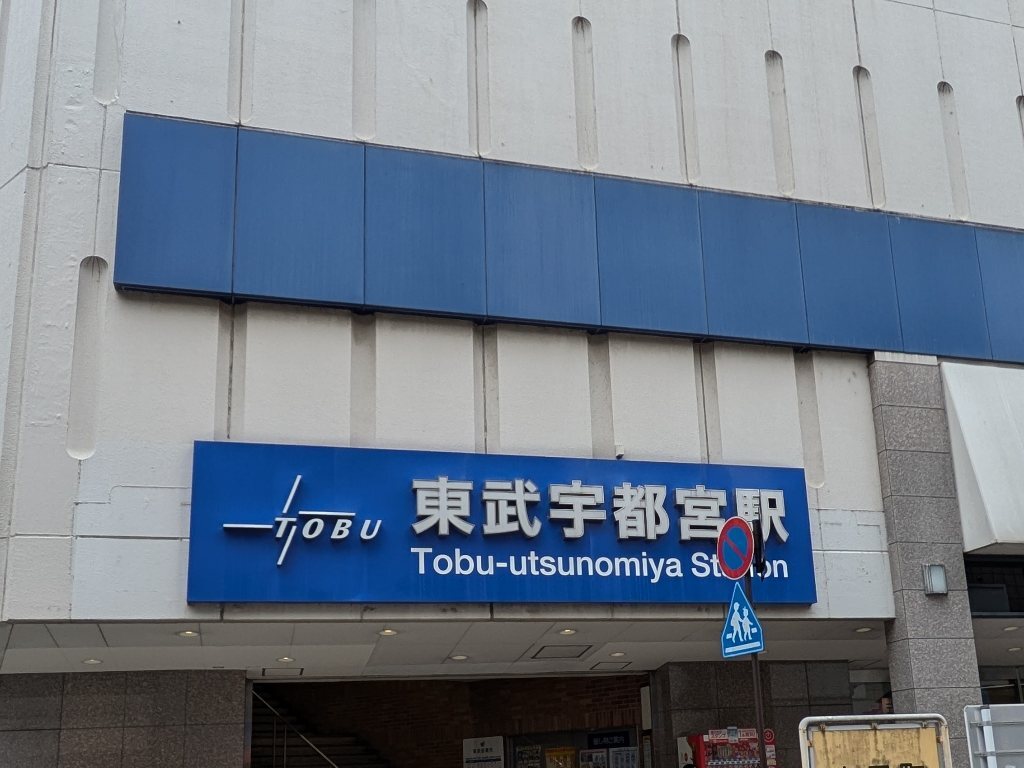 TOBU
東武宇都宮駅
Tobu-utsunomiya Station